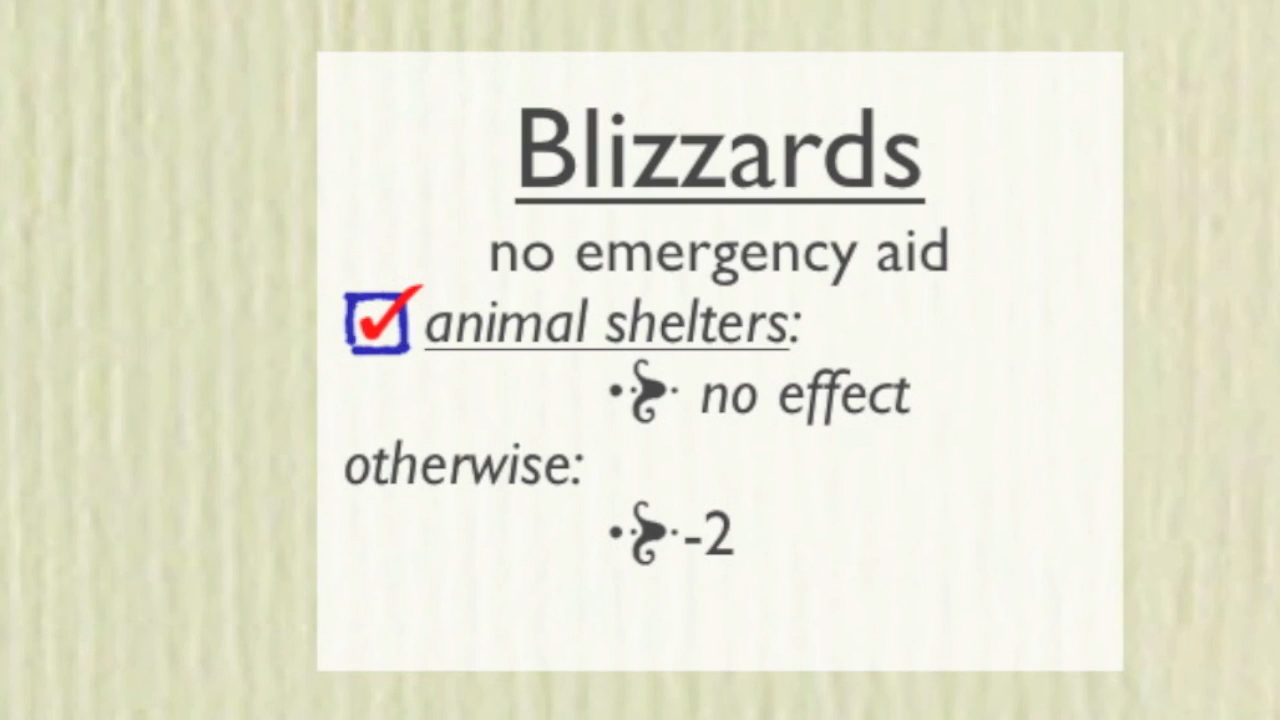 Blizzards
no emergency aid
animal shelters:
• no effect
otherwise:
• -2